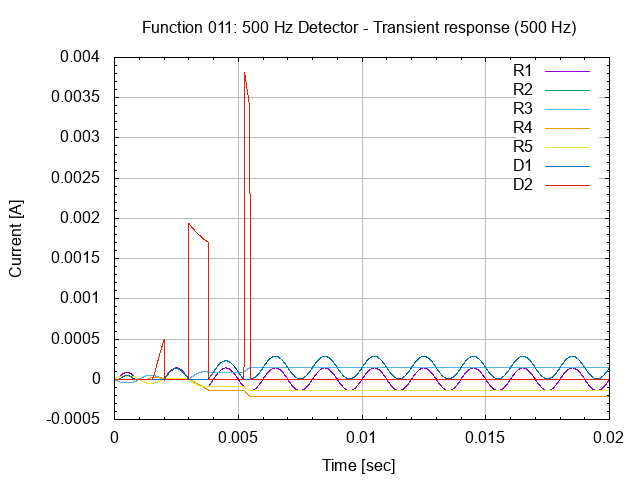 Function 011: 500 Hz Detector - Transient response (500 Hz)
0.004
0.0035
0.003
0.0025
0.002
0.0015
0.001
0.0005
0
-0.0005
Current [A]
R1
R2
R3
R4
R5
D1
D2
0 0.005 0.01 0.015 0.02
Time [sec]